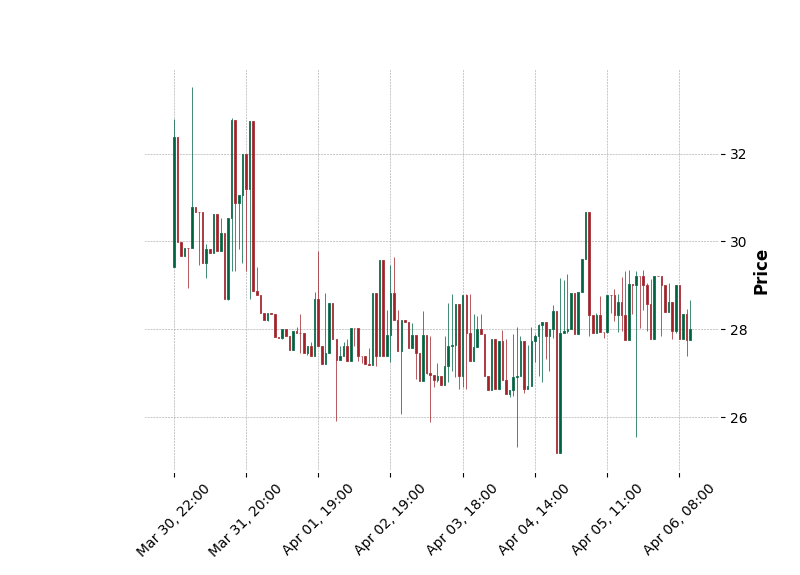 32
30
28
26
Price
Mar 30, 22:00
Mar 31, 20:00
Apr 01, 19:00
Apr 02, 19:00
Apr 03, 18:00
Apr 04, 14:00
Apr 05, 11:00
Apr 06, 08:00